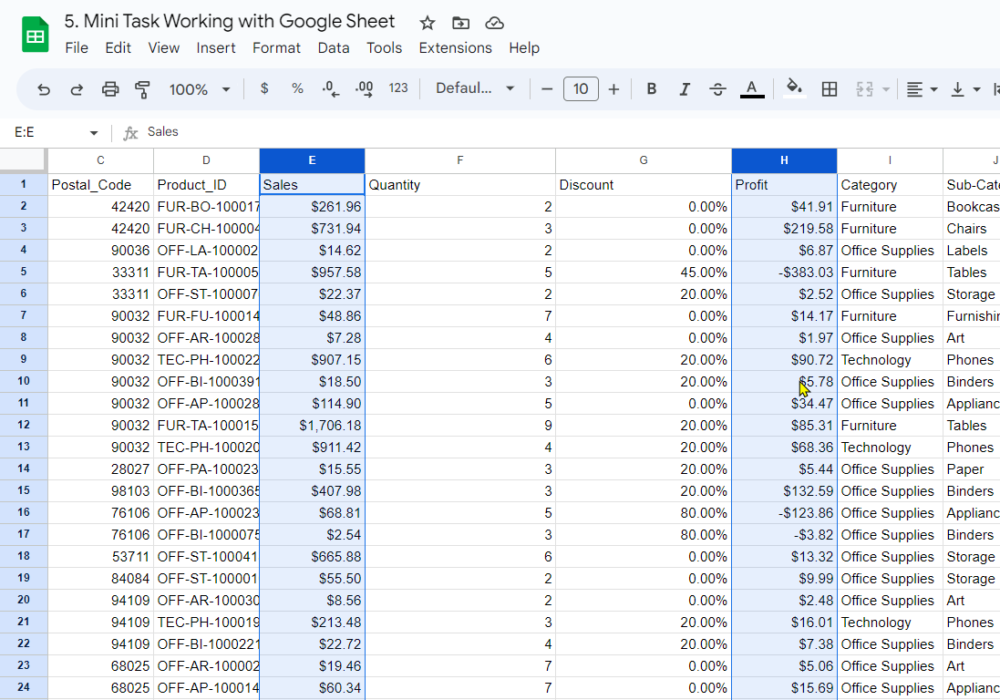 5. Mini Task Working with Google Sheet
File Edit View Insert Format Data Tools Extensions Help
100% $ % .0 .00 123 Defaul... 10 B I A
E:E fx Sales
C D E F G H I J
1 Postal_Code Product_ID Sales Quantity Discount Profit Category Sub-Cat
2 42420 FUR-BO-10001 $261.96 2 0.00% $41.91 Furniture Bookcas
3 42420 FUR-CH-10000 $731.94 3 0.00% $219.58 Furniture Chairs
4 90036 OFF-LA-100002 $14.62 2 0.00% $6.87 Office Supplies Labels
5 33311 FUR-TA-100005 $957.58 5 45.00% -$383.03 Furniture Tables
6 33311 OFF-ST-100007 $22.37 2 20.00% $2.52 Office Supplies Storage
7 90032 FUR-FU-100014 $48.86 7 0.00% $14.17 Furniture Furnishi
8 90032 OFF-AR-100028 $7.28 4 0.00% $1.97 Office Supplies Art
9 90032 TEC-PH-100022 $907.15 6 20.00% $90.72 Technology Phones
10 90032 OFF-BI-1000391 $18.50 3 20.00% $5.78 Office Supplies Binders
11 90032 OFF-AP-100028 $114.90 5 0.00% $34.47 Office Supplies Applianc
12 90032 FUR-TA-100015 $1,706.18 9 20.00% $85.31 Furniture Tables
13 90032 TEC-PH-100020 $911.42 4 20.00% $68.36 Technology Phones
14 28027 OFF-PA-100023 $15.55 3 20.00% $5.44 Office Supplies Paper
15 98103 OFF-BI-1000365 $407.98 3 20.00% $132.59 Office Supplies Binders
16 76106 OFF-AP-100023 $68.81 5 80.00% -$123.86 Office Supplies Applianc
17 76106 OFF-BI-1000075 $2.54 3 80.00% -$3.82 Office Supplies Binders
18 53711 OFF-ST-100041 $665.88 6 0.00% $13.32 Office Supplies Storage
19 84084 OFF-ST-100001 $55.50 2 0.00% $9.99 Office Supplies Storage
20 94109 OFF-AR-100030 $8.56 2 0.00% $2.48 Office Supplies Art
21 94109 TEC-PH-100019 $213.48 3 20.00% $16.01 Technology Phones
22 94109 OFF-BI-1000221 $22.72 4 20.00% $7.38 Office Supplies Binders
23 68025 OFF-AR-100002 $19.46 7 0.00% $5.06 Office Supplies Art
24 68025 OFF-AP-100014 $60.34 7 0.00% $15.69 Office Supplies Applianc